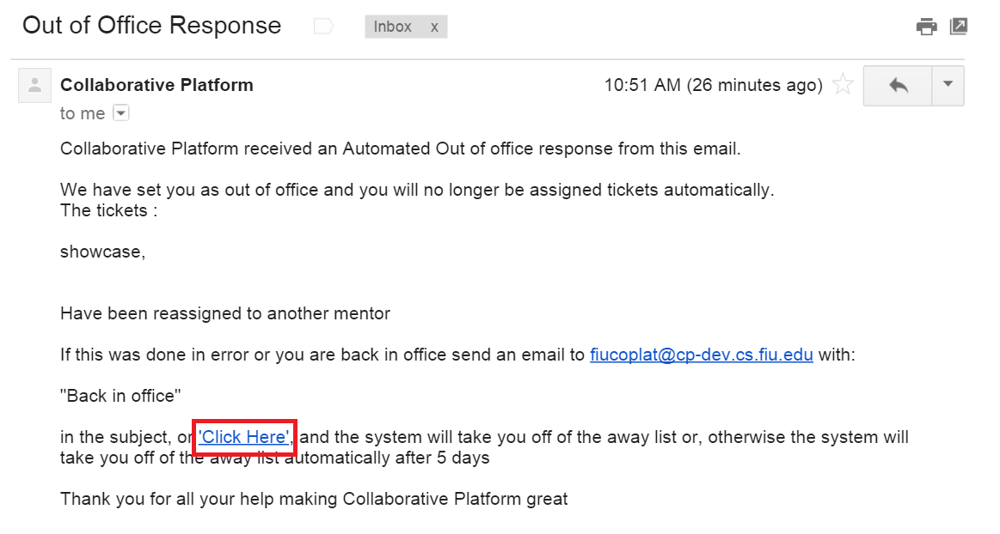 Out of Office Response
Inbox x
Collaborative Platform
10:51 AM (26 minutes ago)
to me
Collaborative Platform received an Automated Out of office response from this email.
We have set you as out of office and you will no longer be assigned tickets automatically.
The tickets :
showcase,
Have been reassigned to another mentor
If this was done in error or you are back in office send an email to fiucoplat@cp-dev.cs.fiu.edu with:
"Back in office"
in the subject, or 'Click Here', and the system will take you off of the away list or, otherwise the system will
take you off of the away list automatically after 5 days
Thank you for all your help making Collaborative Platform great